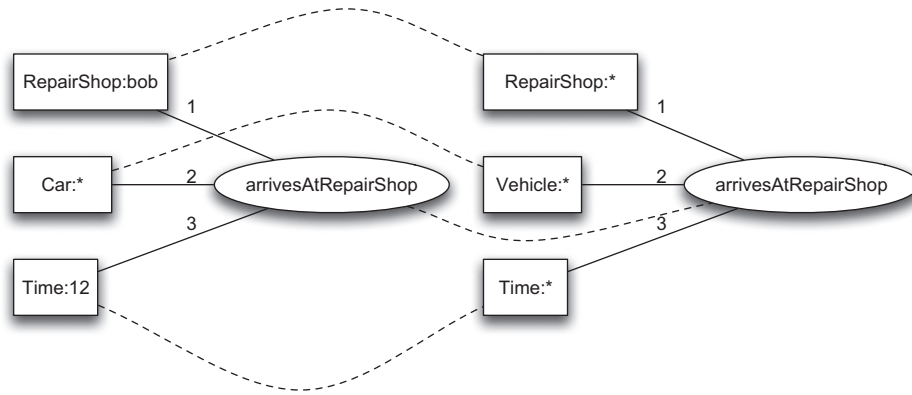 RepairShop:bob
RepairShop:*
1
1
Car:*
2
arrivesAtRepairShop
Vehicle:*
2
arrivesAtRepairShop
3
3
Time:12
Time:*